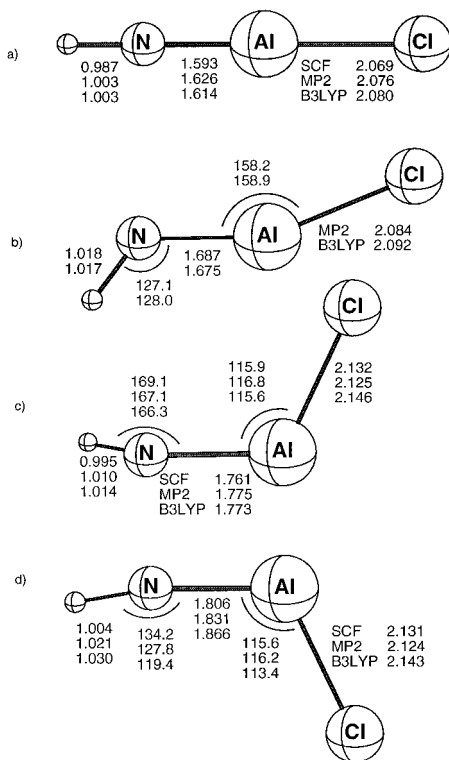 a)
N Al Cl
0.987 1.593 SCF 2.069
1.003 1.626 MP2 2.076
1.003 1.614 B3LYP 2.080
b)
158.2
158.9
Cl
N Al
MP2 2.084
B3LYP 2.092
1.018 1.687
1.017 1.675
127.1
128.0
c)
Cl
169.1 115.9 2.132
167.1 116.8 2.125
166.3 115.6 2.146
N Al
0.995 SCF 1.761
1.010 MP2 1.775
1.014 B3LYP 1.773
d)
N Al
1.806
1.831
1.866
1.004 134.2 115.6 SCF 2.131
1.021 127.8 116.2 MP2 2.124
1.030 119.4 113.4 B3LYP 2.143
Cl